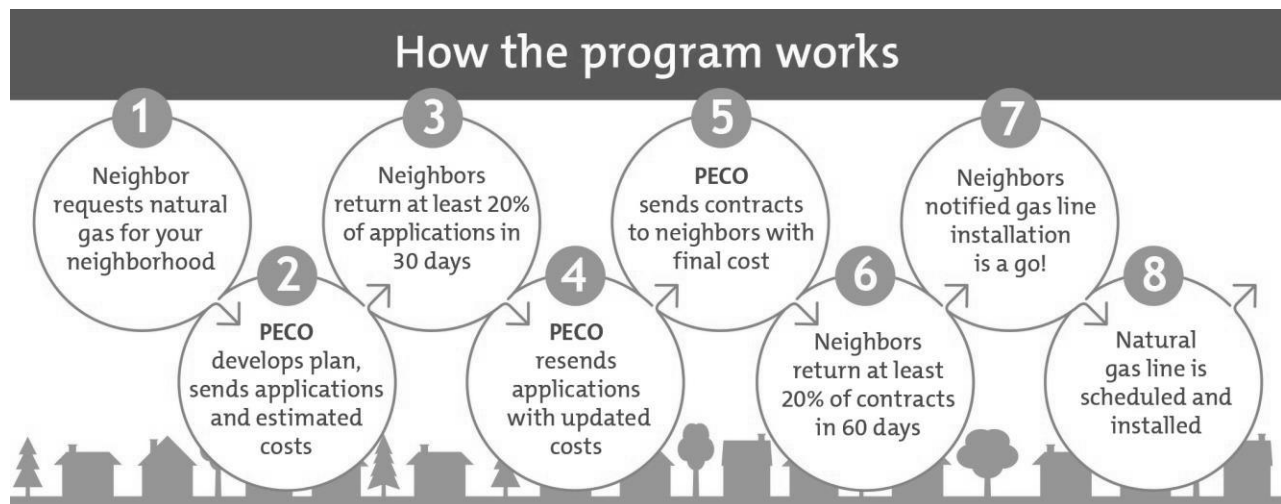 How the program works
1
Neighbor
requests natural
gas for your
neighborhood
2
PECO
develops plan,
sends applications
and estimated
costs
3
Neighbors
return at least 20%
of applications in
30 days
4
PECO
resends
applications
with updated
costs
5
PECO
sends contracts
to neighbors with
final cost
6
Neighbors
return at least
20% of contracts
in 60 days
7
Neighbors
notified gas line
installation
is a go!
8
Natural
gas line is
scheduled and
installed